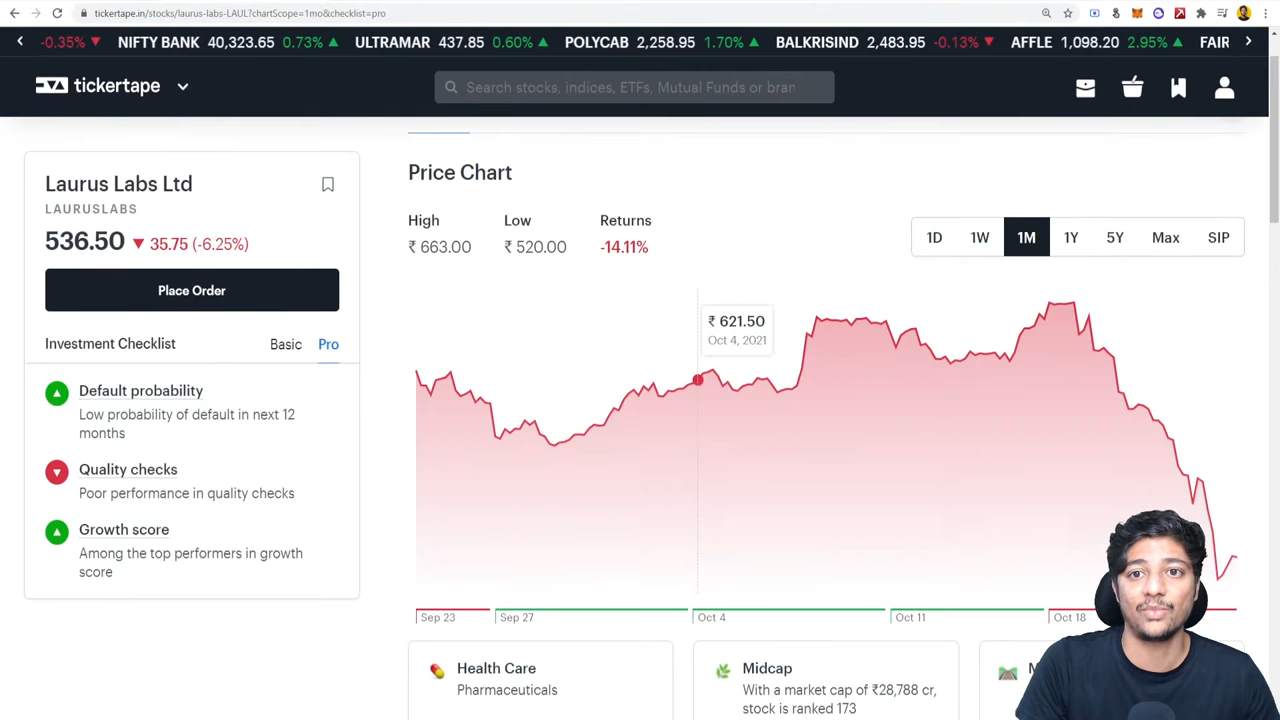 tickertape.in/stocks/laurus-labs-LAUL?chartScope=1mo&checklist=pro
-0.35% ▼ NIFTY BANK 40,323.65 0.73% ▲ ULTRAMAR 437.85 0.60% ▲ POLYCAB 2,258.95 1.70% ▲ BALKRISIND 2,483.95 -0.13% ▼ AFFLE 1,098.20 2.95% ▲ FAIR
tickertape
Search stocks, indices, ETFs, Mutual Funds or bran
Laurus Labs Ltd
LAURUSLABS
536.50 ▼ 35.75 (-6.25%)
Place Order
Investment Checklist Basic Pro
Default probability
Low probability of default in next 12
months
Quality checks
Poor performance in quality checks
Growth score
Among the top performers in growth
score
Price Chart
High Low Returns
₹ 663.00 ₹ 520.00 -14.11%
1D 1W 1M 1Y 5Y Max SIP
₹ 621.50
Oct 4, 2021
Sep 23 Sep 27 Oct 4 Oct 11 Oct 18
Health Care
Pharmaceuticals
Midcap
With a market cap of ₹28,788 cr,
stock is ranked 173